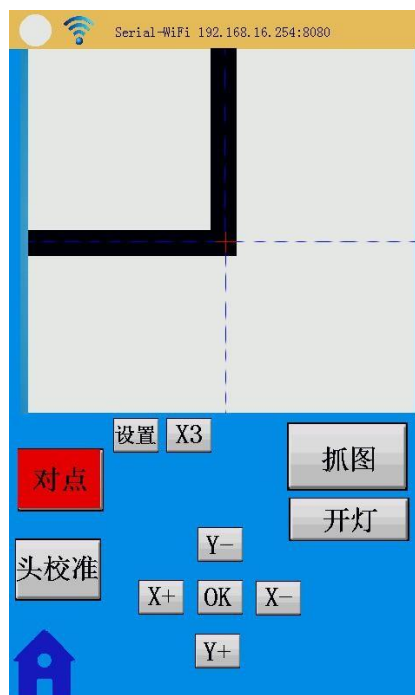 Serial-WiFi 192.168.16.254:8080
设置 X3
对点
抓图
开灯
头校准
Y-
X+ OK X-
Y+